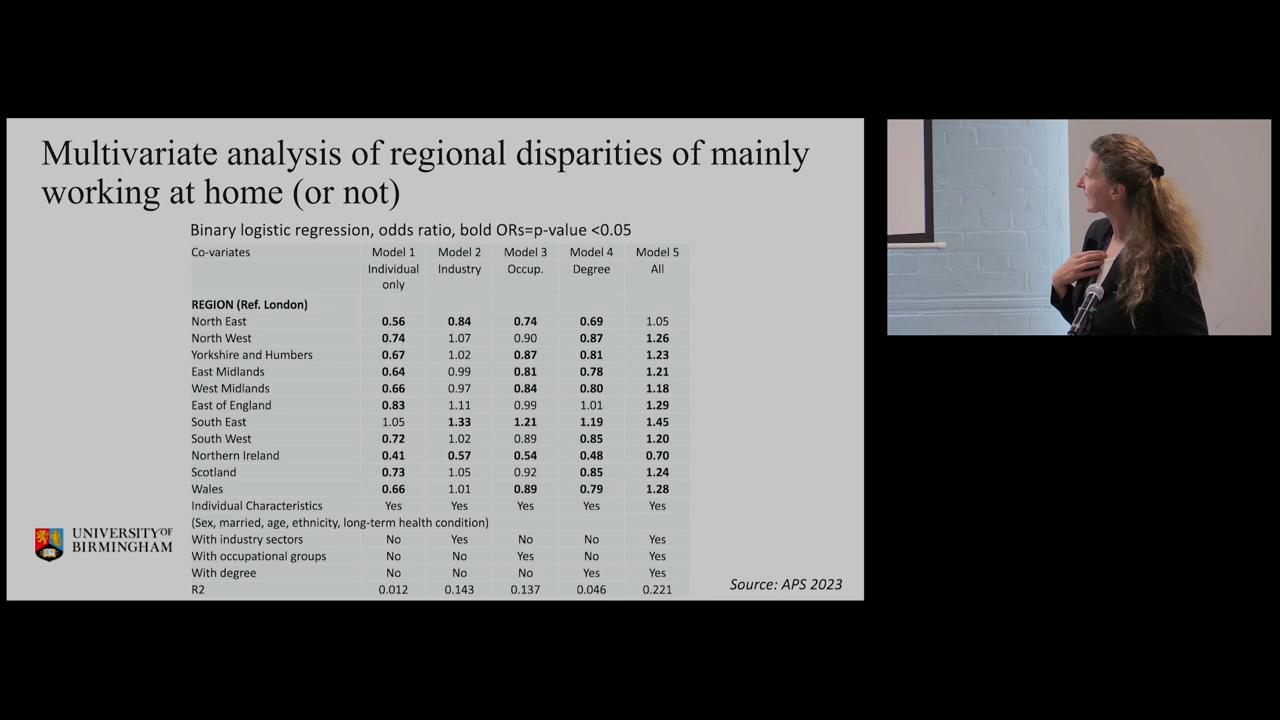 Multivariate analysis of regional disparities of mainly
working at home (or not)
Binary logistic regression, odds ratio, bold ORs=p-value <0.05
Co-variates Model 1 Model 2 Model 3 Model 4 Model 5
Individual only Industry Occup. Degree All
REGION (Ref. London)
North East 0.56 0.84 0.74 0.69 1.05
North West 0.74 1.07 0.90 0.87 1.26
Yorkshire and Humbers 0.67 1.02 0.87 0.81 1.23
East Midlands 0.64 0.99 0.81 0.78 1.21
West Midlands 0.66 0.97 0.84 0.80 1.18
East of England 0.83 1.11 0.99 1.01 1.29
South East 1.05 1.33 1.21 1.19 1.45
South West 0.72 1.02 0.89 0.85 1.20
Northern Ireland 0.41 0.57 0.54 0.48 0.70
Scotland 0.73 1.05 0.92 0.85 1.24
Wales 0.66 1.01 0.89 0.79 1.28
Individual Characteristics Yes Yes Yes Yes Yes
(Sex, married, age, ethnicity, long-term health condition)
With industry sectors No Yes No No Yes
With occupational groups No No Yes No Yes
With degree No No No Yes Yes
R2 0.012 0.143 0.137 0.046 0.221
UNIVERSITY OF
BIRMINGHAM
Source: APS 2023